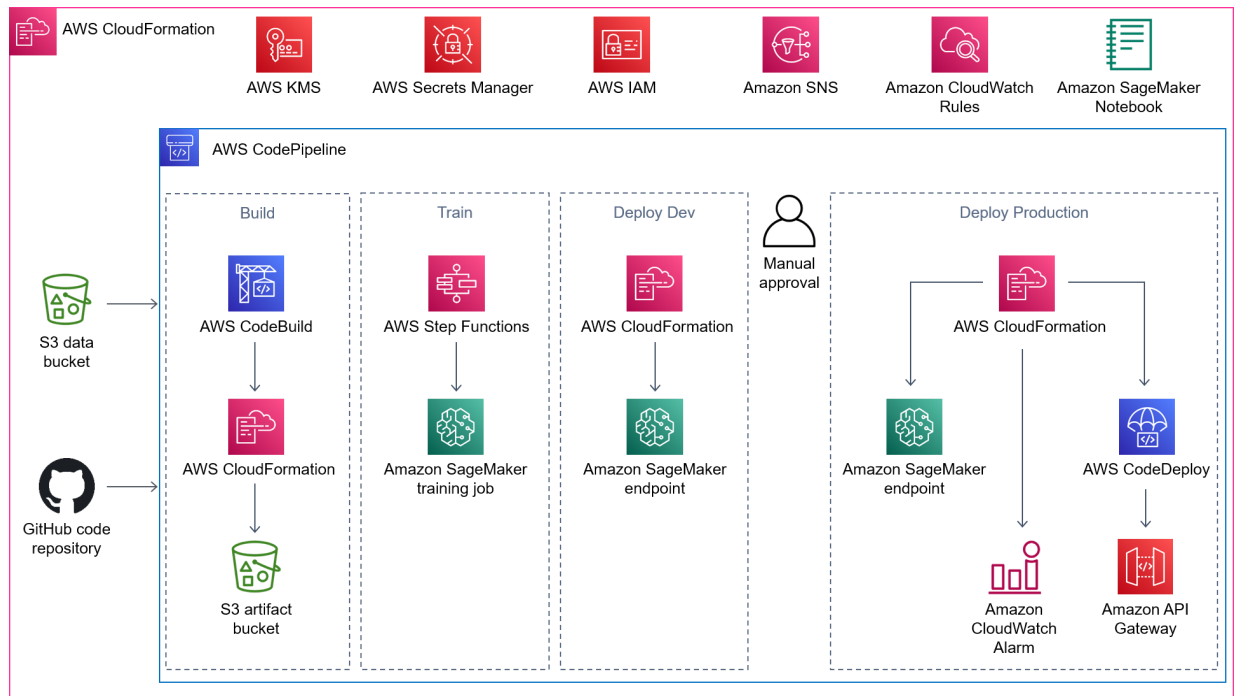 AWS CloudFormation
AWS KMS
AWS Secrets Manager
AWS IAM
Amazon SNS
Amazon CloudWatch
Rules
Amazon SageMaker
Notebook
AWS CodePipeline
Build
Train
Deploy Dev
Manual
approval
Deploy Production
S3 data
bucket
GitHub code
repository
AWS CodeBuild
AWS CloudFormation
S3 artifact
bucket
AWS Step Functions
Amazon SageMaker
training job
AWS CloudFormation
Amazon SageMaker
endpoint
AWS CloudFormation
Amazon SageMaker
endpoint
Amazon
CloudWatch
Alarm
AWS CodeDeploy
Amazon API
Gateway